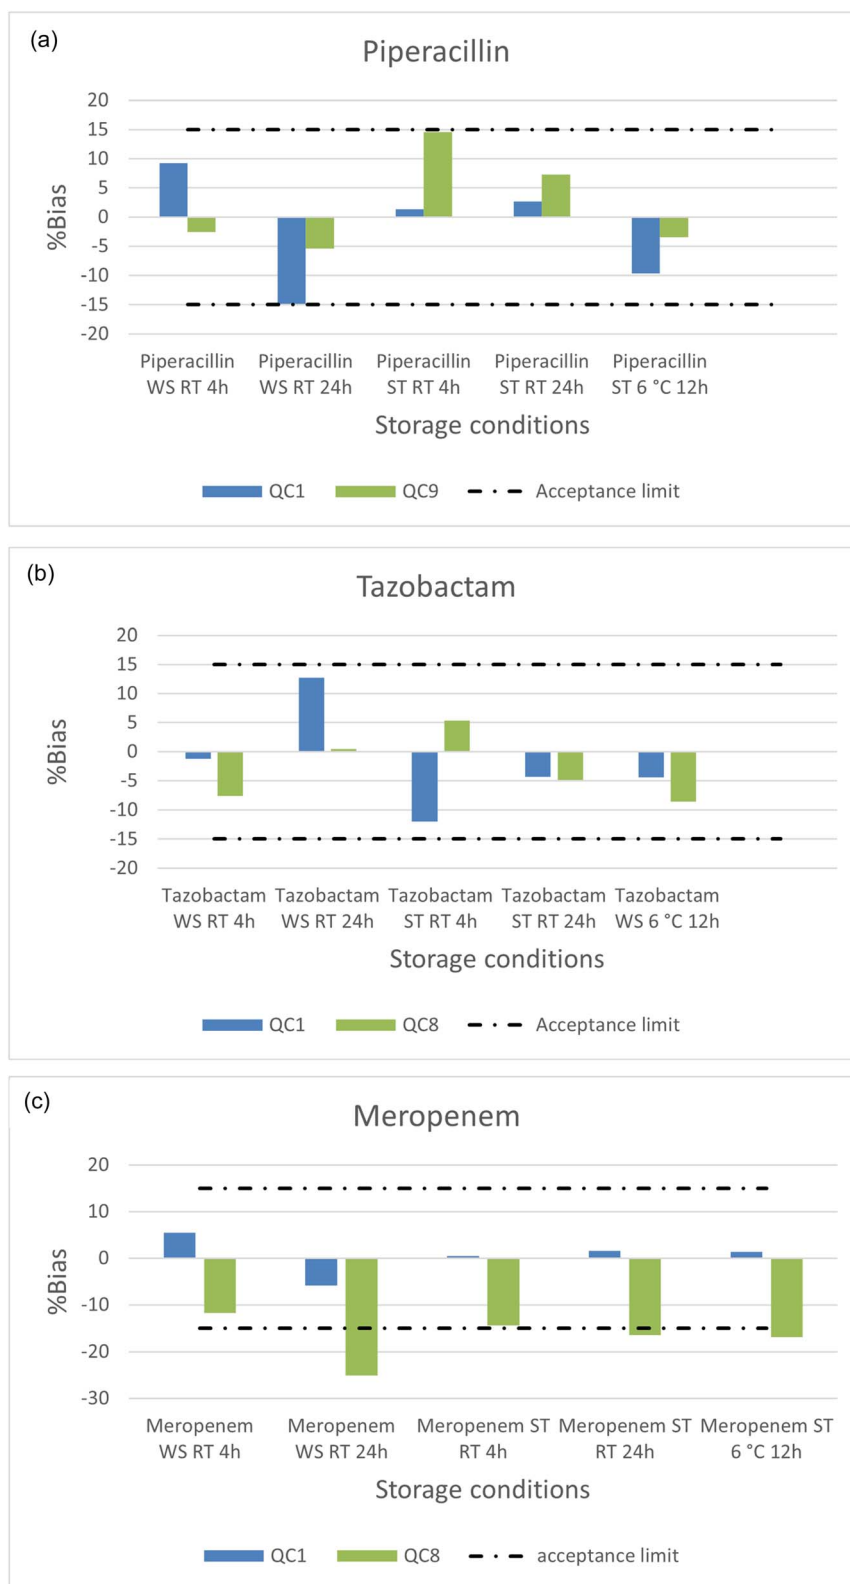 (a)
Piperacillin
20
15
10
5
0
-5
-10
-15
-20
%Bias
Piperacillin Piperacillin Piperacillin Piperacillin Piperacillin
WS RT 4h WS RT 24h ST RT 4h ST RT 24h ST 6 °C 12h
Storage conditions
QC1 QC9 Acceptance limit
(b)
Tazobactam
20
15
10
5
0
-5
-10
-15
-20
%Bias
Tazobactam Tazobactam Tazobactam Tazobactam Tazobactam
WS RT 4h WS RT 24h ST RT 4h ST RT 24h WS 6 °C 12h
Storage conditions
QC1 QC8 Acceptance limit
(c)
Meropenem
20
10
0
-10
-20
-30
%Bias
Meropenem Meropenem Meropenem ST Meropenem ST Meropenem ST
WS RT 4h WS RT 24h RT 4h RT 24h 6 °C 12h
Storage conditions
QC1 QC8 acceptance limit